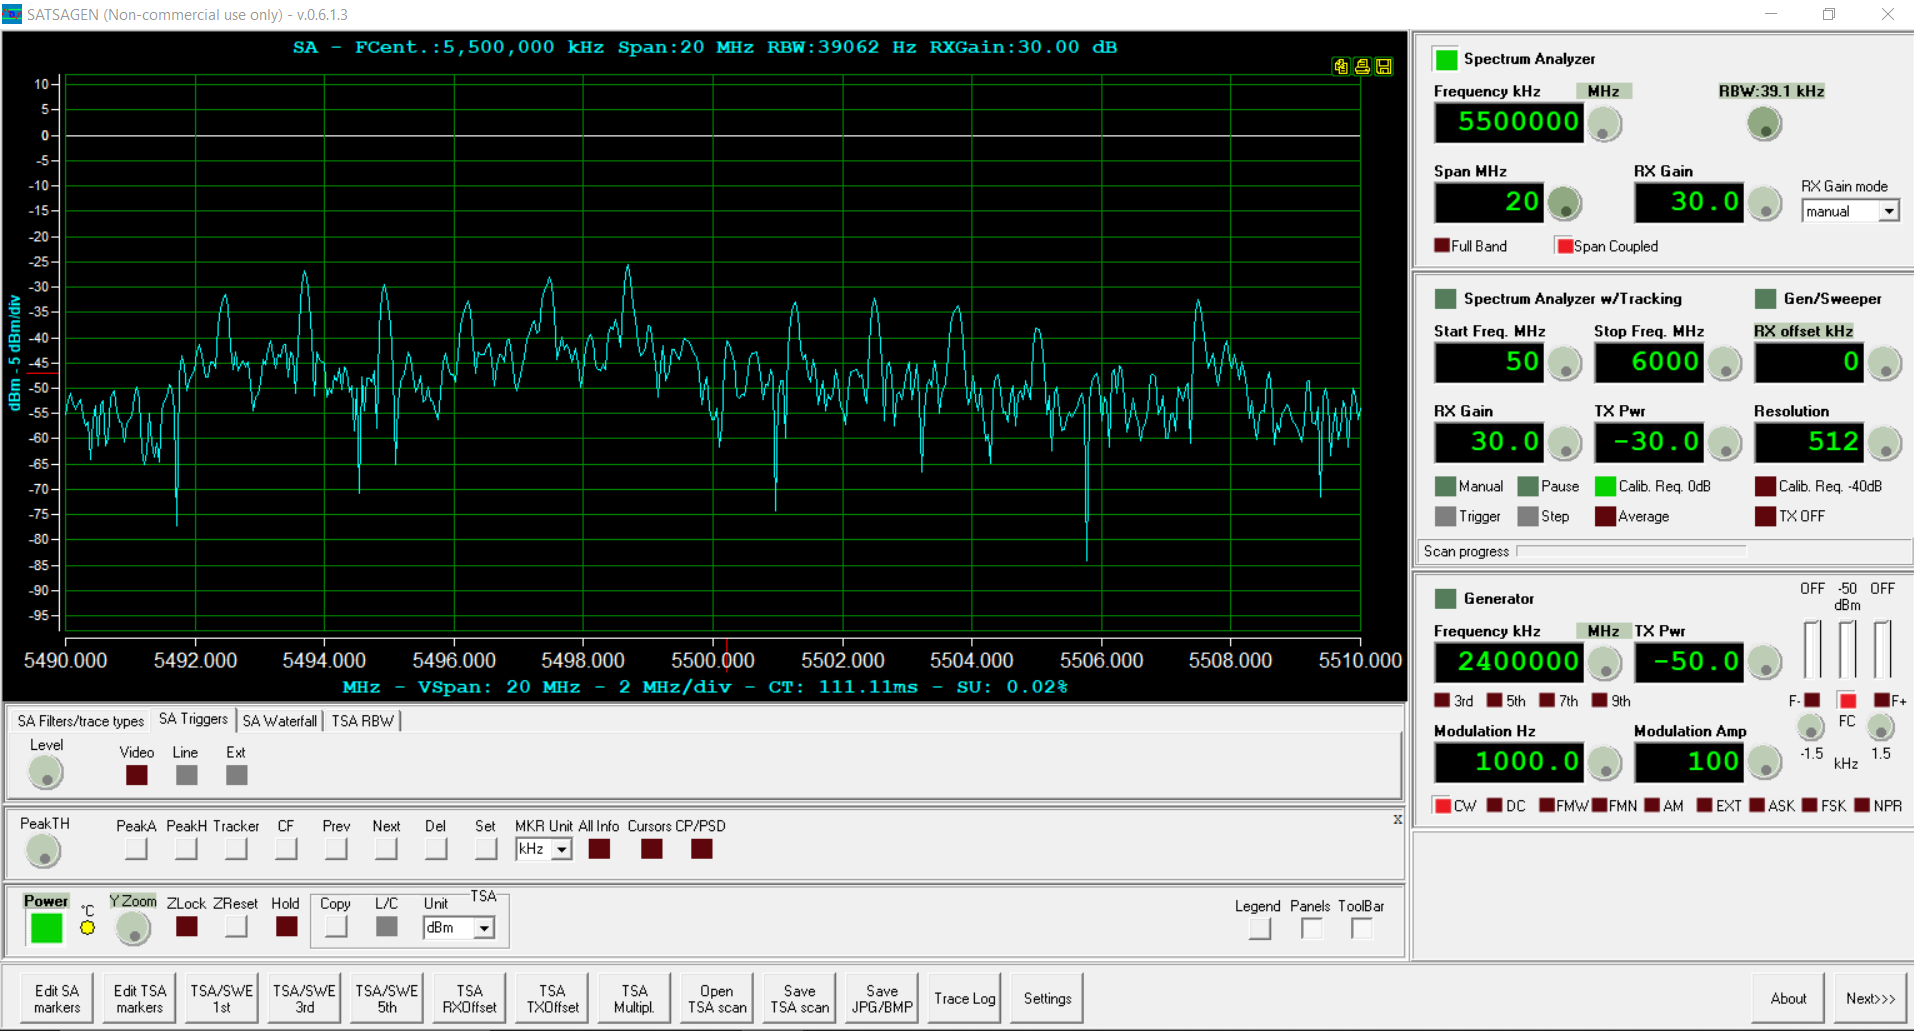 SATSAGEN (Non-commercial use only) - v.0.6.1.3
SA - FCent.:5,500,000 kHz Span:20 MHz RBW:39062 Hz RXGain:30.00 dB
dBm - 5 dBm/div
10
5
0
-5
-10
-15
-20
-25
-30
-35
-40
-45
-50
-55
-60
-65
-70
-75
-80
-85
-90
-95
5490.000 5492.000 5494.000 5496.000 5498.000 5500.000 5502.000 5504.000 5506.000 5508.000 5510.000
MHz - VSpan: 20 MHz - 2 MHz/div - CT: 111.11ms - SU: 0.02%
Spectrum Analyzer
Frequency kHz MHz RBW:39.1 kHz
5500000
Span MHz RX Gain RX Gain mode
20 30.0 manual
Full Band Span Coupled
Spectrum Analyzer w/Tracking Gen/Sweeper
Start Freq. MHz Stop Freq. MHz RX offset kHz
50 6000 0
RX Gain TX Pwr Resolution
30.0 -30.0 512
Manual Pause Calib. Req. 0dB Calib. Req. -40dB
Trigger Step Average TX OFF
Scan progress
Generator
OFF -50 dBm OFF
Frequency kHz MHz TX Pwr
2400000 -50.0
3rd 5th 7th 9th
F- FC F+
-1.5 kHz 1.5
Modulation Hz Modulation Amp
1000.0 100
CW DC FMW FMN AM EXT ASK FSK NPR
SA Filters/trace types SA Triggers SA Waterfall TSA RBW
Level Video Line Ext
PeakTH PeakA PeakH Tracker CF Prev Next Del Set MKR Unit All Info Cursors CP/PSD
kHz
x
Power °C Y Zoom ZLock ZReset Hold Copy L/C Unit TSA
dBm
Legend Panels ToolBar
Edit SA markers
Edit TSA markers
TSA/SWE 1st
TSA/SWE 3rd
TSA/SWE 5th
TSA RXOffset
TSA TXOffset
TSA Multipl.
Open TSA scan
Save TSA scan
Save JPG/BMP
Trace Log
Settings
About
Next>>>